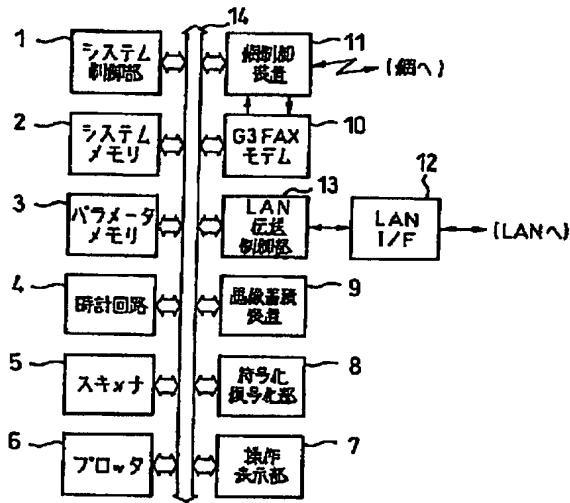 14
1
システム
制御部
11
網制御
装置
(網へ)
2
システム
メモリ
10
G3 FAX
モデム
3
パラメータ
メモリ
13
LAN
伝送
制御部
12
LAN
I/F
(LANへ)
4
時計回路
9
画像蓄積
装置
5
スキャナ
8
符号化
復号化部
6
プロッタ
7
操作
表示部